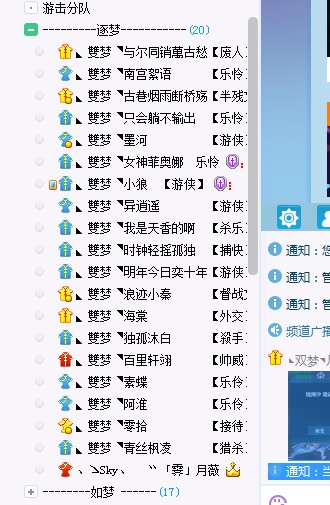 游击分队
---------逐梦-----------(20)
雙梦◥与尔同销萬古愁【废人】
雙梦◥南宫絮语 【乐伶
雙梦◥古巷烟雨断桥殇【半残
雙梦◥只会躺不输出 【乐伶
雙梦◥墨河 【游侠
雙梦◥女神菲奥娜 乐伶
雙梦◥小狼 【游侠】
雙梦◥昇逍遥 【游侠
雙梦◥我是天香的啊 【杀乐
雙梦◥时钟轻摇孤独 【捕快
雙梦◥明年今日奕十年【游侠
雙梦◥浪迹小秦 【督战
雙梦◥海棠 【外交
雙梦◥独孤沐白 【殺手
雙梦◥百里轩翊 【帅威
雙梦◥素蝶 【乐伶
雙梦◥阿淮 【乐伶
雙梦◥零拾 【接待
雙梦◥青丝枫凌 【猎杀
、ゝSky、 “「霁」月薇
--------如梦 ------(17)
通知：您
通知：管
通知：管
频道广播
双梦
通知：当